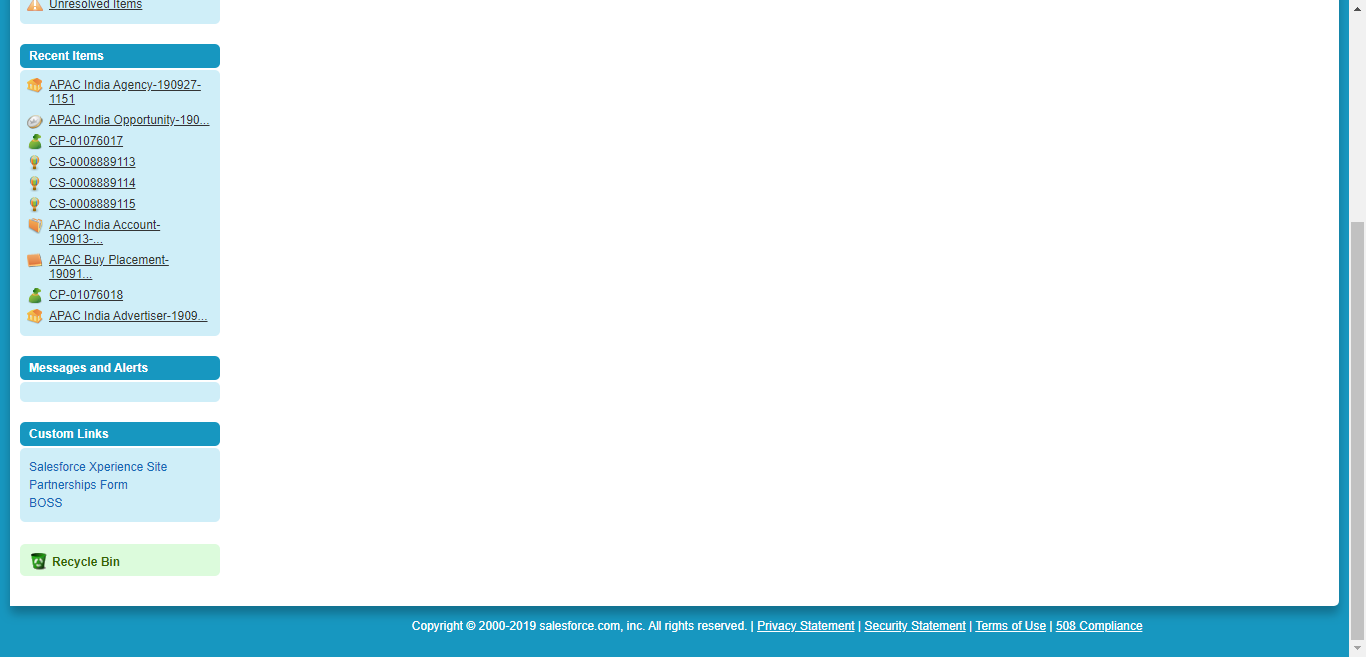 Unresolved Items
Recent Items
APAC India Agency-190927-
1151
APAC India Opportunity-190...
CP-01076017
CS-0008889113
CS-0008889114
CS-0008889115
APAC India Account-
190913-...
APAC Buy Placement-
19091...
CP-01076018
APAC India Advertiser-1909...
Messages and Alerts
Custom Links
Salesforce Xperience Site
Partnerships Form
BOSS
Recycle Bin
Copyright © 2000-2019 salesforce.com, inc. All rights reserved. | Privacy Statement | Security Statement | Terms of Use | 508 Compliance